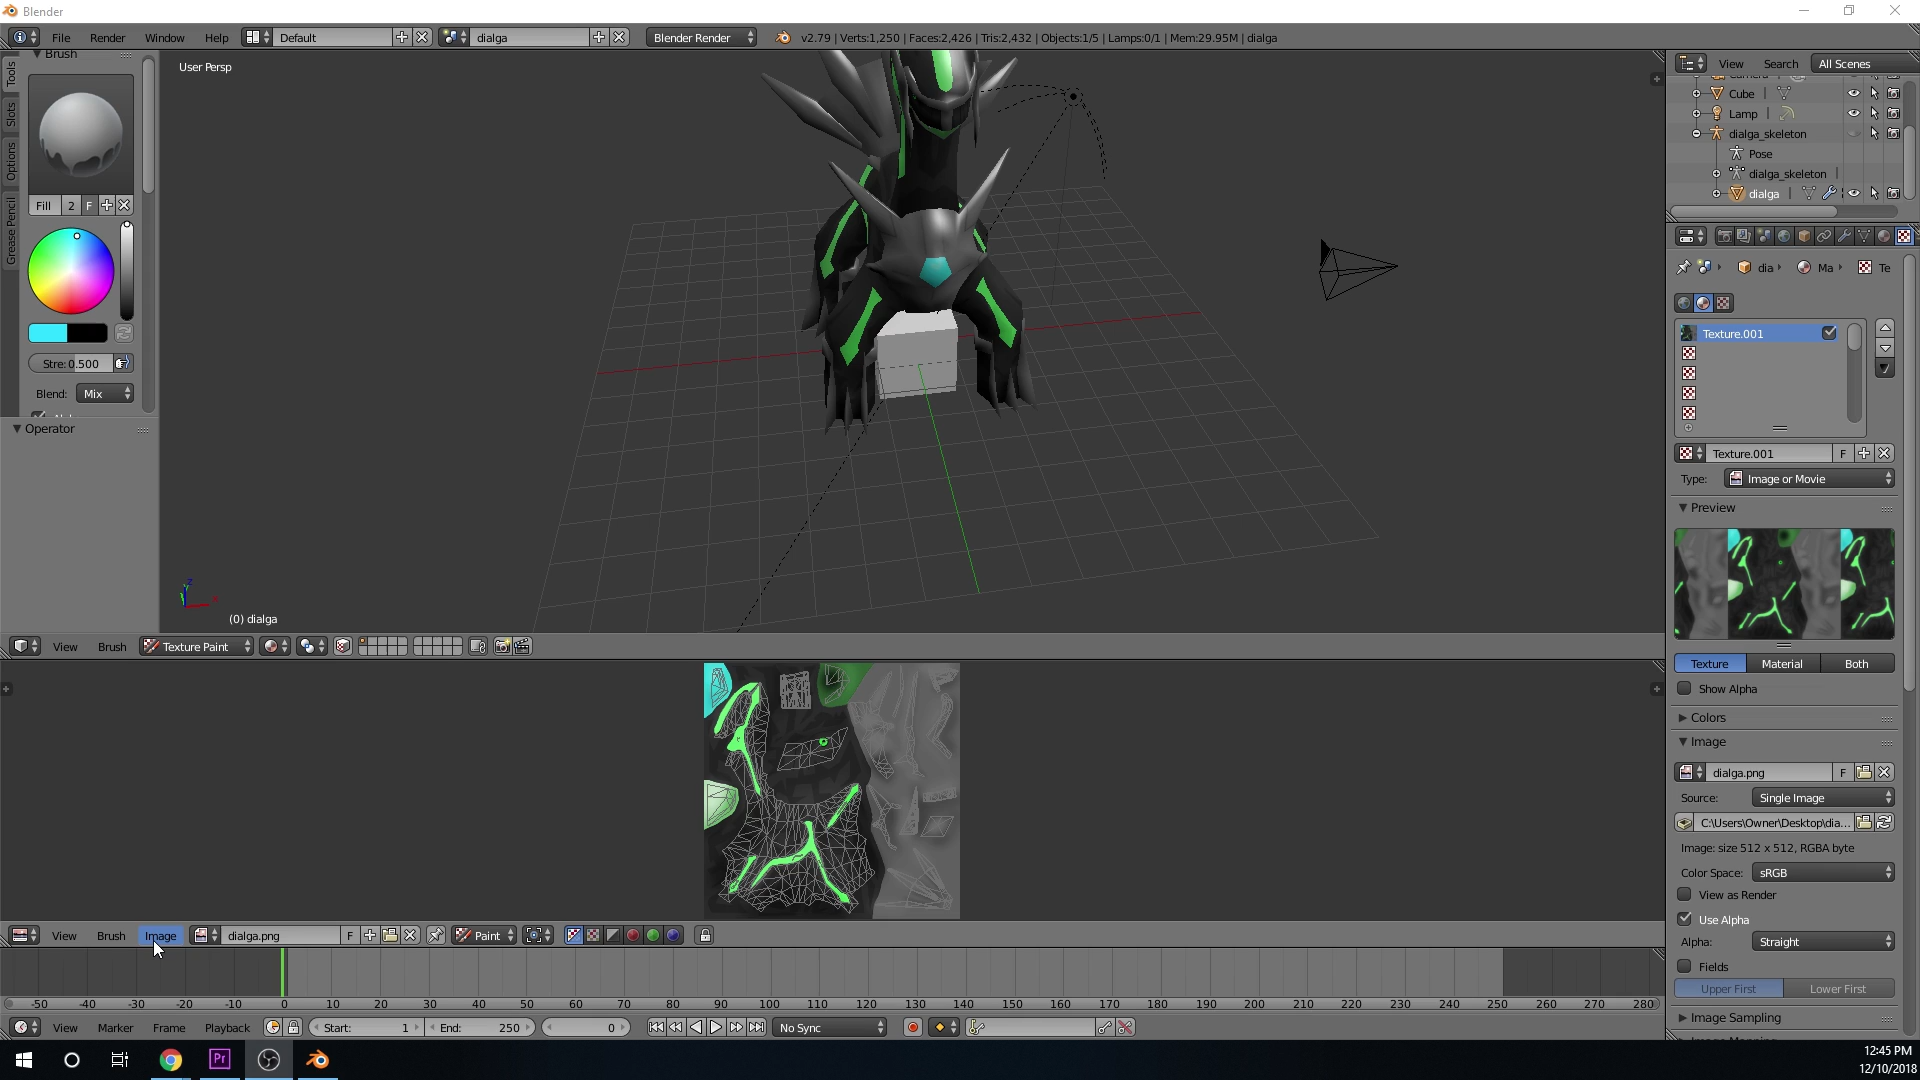 Blender
File Render Window Help Default dialga Blender Render v2.79 | Verts:1,250 | Faces:2,426 | Tris:2,432 | Objects:1/5 | Lamps:0/1 | Mem:29.95M | dialga
Brush
Tools
Slots
Options
Grease Pencil
Fill 2 F
Stre: 0.500
Blend: Mix
Operator
User Persp
(0) dialga
View Brush Texture Paint
View Brush Image dialga.png F Paint
-50 -40 -30 -20 -10 0 10 20 30 40 50 60 70 80 90 100 110 120 130 140 150 160 170 180 190 200 210 220 230 240 250 260 270 280
View Marker Frame Playback Start: 1 End: 250 0 No Sync
View Search All Scenes
Camera
Cube
Lamp
dialga_skeleton
Pose
dialga_skeleton
dialga
dia Ma Te
Texture.001
Texture.001 F
Type: Image or Movie
Preview
Texture Material Both
Show Alpha
Colors
Image
dialga.png F
Source: Single Image
C:\Users\Owner\Desktop\dia...
Image: size 512 x 512, RGBA byte
Color Space: sRGB
View as Render
Use Alpha
Alpha: Straight
Fields
Upper First Lower First
Image Sampling
Pr
12:45 PM
12/10/2018